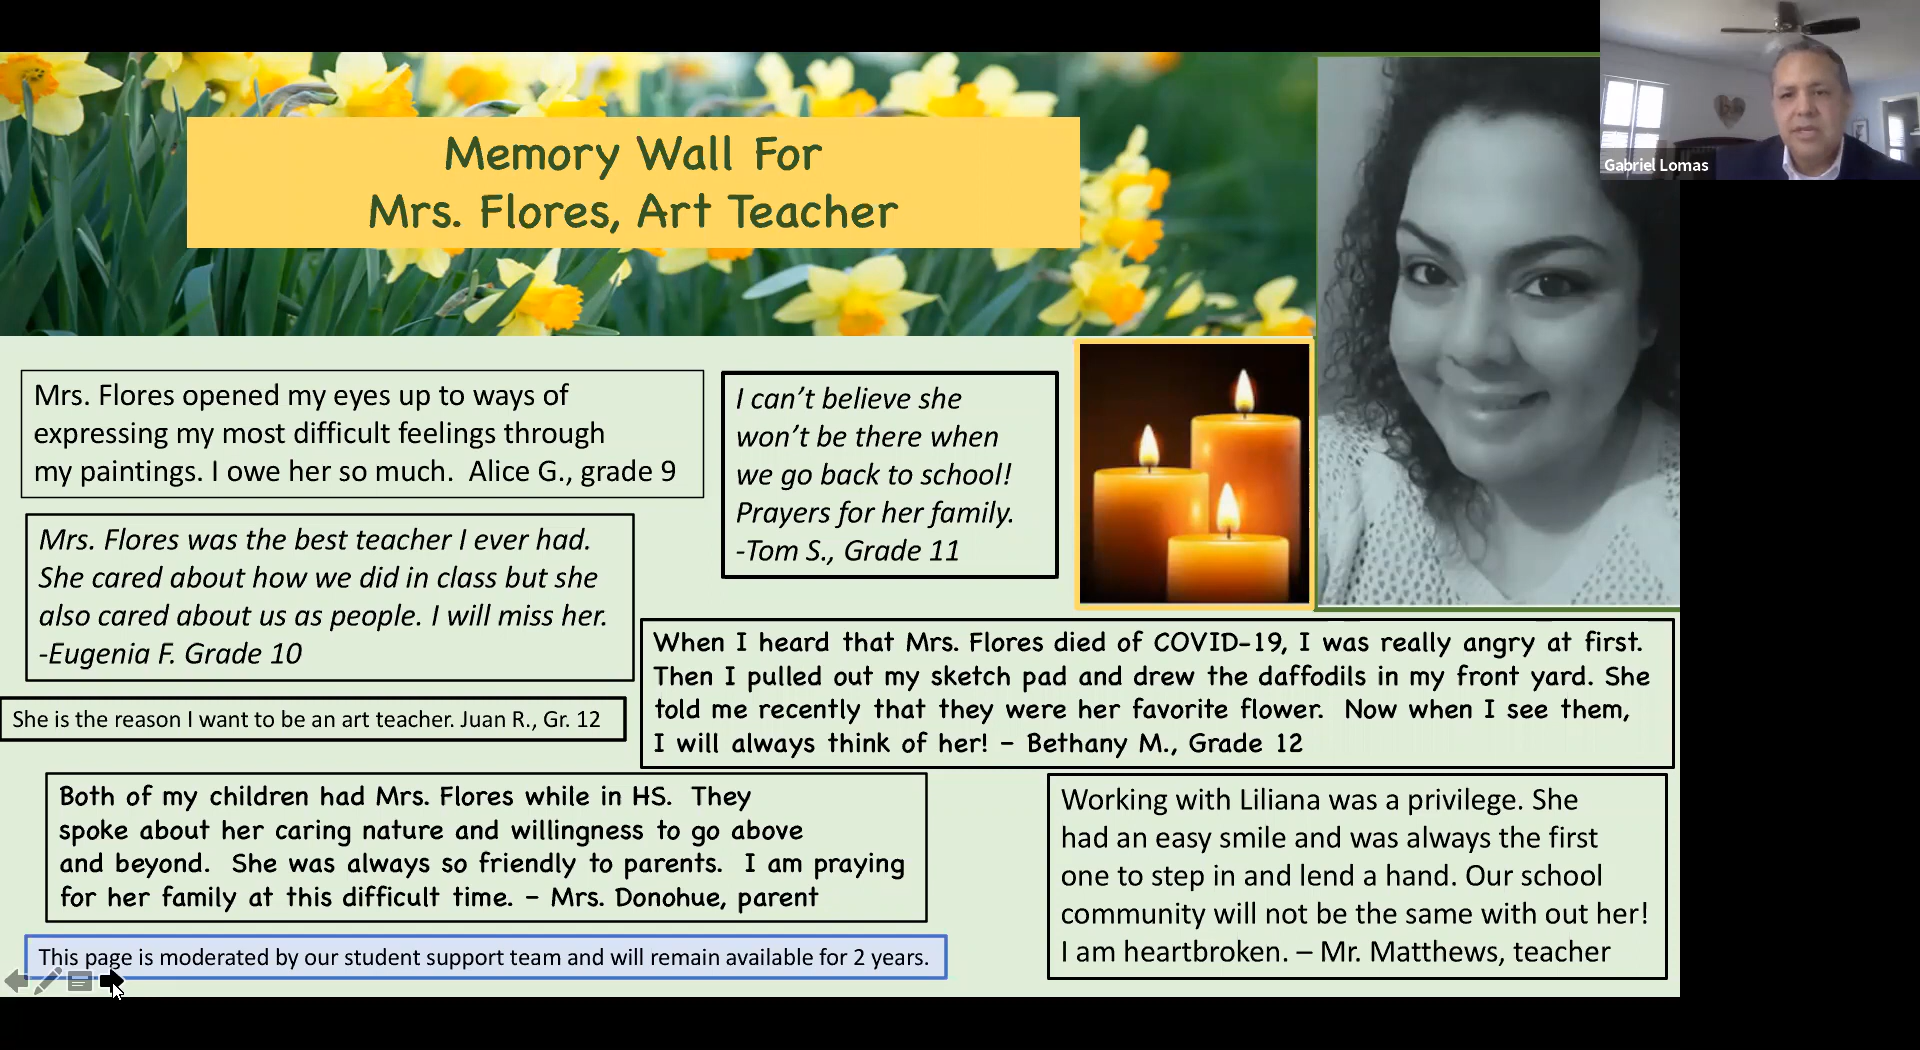 Memory Wall For
Mrs. Flores, Art Teacher
Gabriel Lomas
Mrs. Flores opened my eyes up to ways of
expressing my most difficult feelings through
my paintings. I owe her so much.  Alice G., grade 9
I can’t believe she
won’t be there when
we go back to school!
Prayers for her family.
-Tom S., Grade 11
Mrs. Flores was the best teacher I ever had.
She cared about how we did in class but she
also cared about us as people. I will miss her.
-Eugenia F. Grade 10
When I heard that Mrs. Flores died of COVID-19, I was really angry at first.
Then I pulled out my sketch pad and drew the daffodils in my front yard. She
told me recently that they were her favorite flower.  Now when I see them,
I will always think of her! – Bethany M., Grade 12
She is the reason I want to be an art teacher. Juan R., Gr. 12
Both of my children had Mrs. Flores while in HS.  They
spoke about her caring nature and willingness to go above
and beyond.  She was always so friendly to parents.  I am praying
for her family at this difficult time. – Mrs. Donohue, parent
Working with Liliana was a privilege. She
had an easy smile and was always the first
one to step in and lend a hand. Our school
community will not be the same with out her!
I am heartbroken. – Mr. Matthews, teacher
This page is moderated by our student support team and will remain available for 2 years.